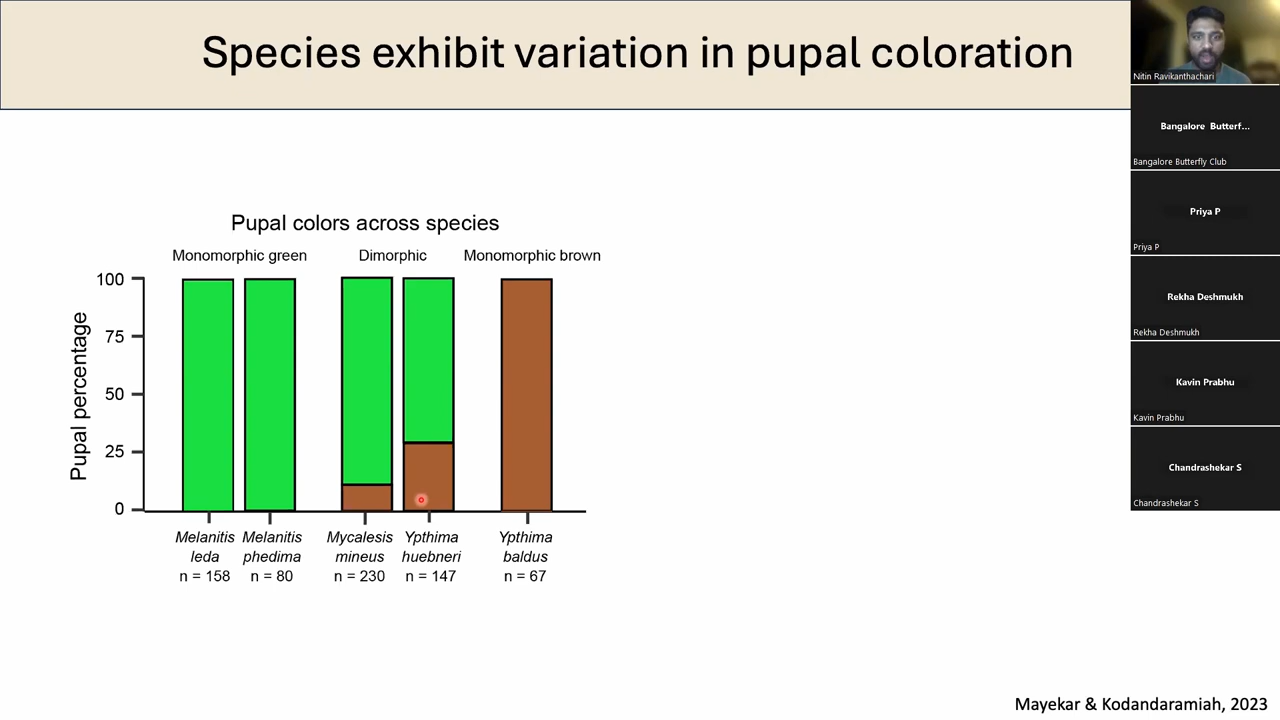 Species exhibit variation in pupal coloration
Pupal colors across species
Monomorphic green
Dimorphic
Monomorphic brown
Pupal percentage
100
75
50
25
0
Melanitis leda n = 158
Melanitis phedima n = 80
Mycalesis mineus n = 230
Ypthima huebneri n = 147
Ypthima baldus n = 67
Mayekar & Kodandaramiah, 2023
Nitin Ravikanthachari
Bangalore Butterf...
Bangalore Butterfly Club
Priya P
Priya P
Rekha Deshmukh
Rekha Deshmukh
Kavin Prabhu
Kavin Prabhu
Chandrashekar S
Chandrashekar S